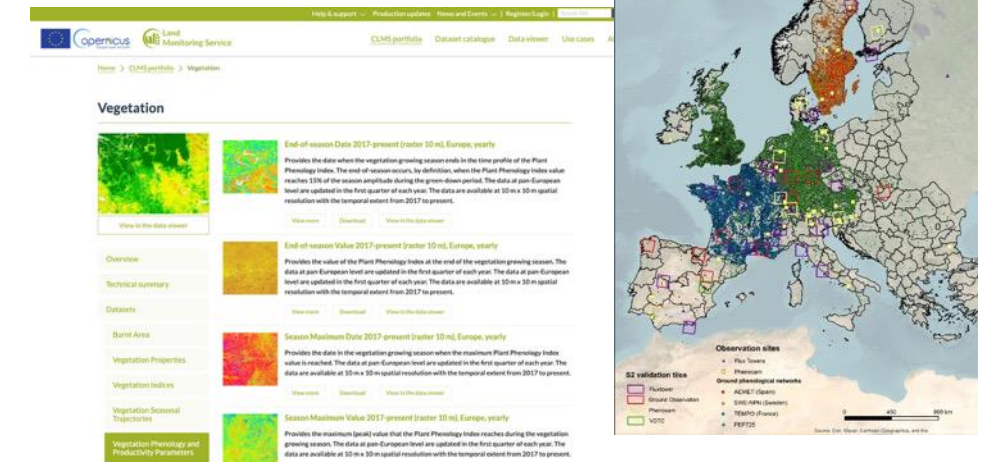 Help & support
Production updates
News and Events
Register/Login
Copernicus
Land
Monitoring Service
CLMS portfolio
Dataset catalogue
Data viewer
Use cases
Home > CLMS portfolio > Vegetation
Vegetation
View in the data viewer
Overview
Technical summary
Datasets
Burnt Area
Vegetation Properties
Vegetation Indices
Vegetation Seasonal
Trajectories
Vegetation Phenology and
Productivity Parameters
End-of-season Date 2017-present (raster 10 m), Europe, yearly
Provides the date when the vegetation growing season ends in the time profile of the Plant
Phenology Index. The end-of-season occurs, by definition, when the Plant Phenology Index value
reaches 15% of the season amplitude during the green-down period. The data at pan-European
level are updated in the first quarter of each year. The data are available at 10 m x 10 m spatial
resolution with the temporal extent from 2017 to present.
View more
Download
View in the data viewer
End-of-season Value 2017-present (raster 10 m), Europe, yearly
Provides the value of the Plant Phenology Index at the end of the vegetation growing season. The
data at pan-European level are updated in the first quarter of each year. The data at pan-European
level are updated in the first quarter of each year. The data are available at 10 m x 10 m spatial
resolution with the temporal extent from 2017 to present.
View more
Download
View in the data viewer
Season Maximum Date 2017-present (raster 10 m), Europe, yearly
Provides the date in the vegetation growing season when the maximum Plant Phenology Index
value is reached. The data at pan-European level are updated in the first quarter of each year. The
data are available at 10 m x 10 m spatial resolution with the temporal extent from 2017 to present.
View more
Download
View in the data viewer
Season Maximum Value 2017-present (raster 10 m), Europe, yearly
Provides the maximum (peak) value that the Plant Phenology Index reaches during the vegetation
growing season. The data at pan-European level are updated in the first quarter of each year. The
data are available at 10 m x 10 m spatial resolution with the temporal extent from 2017 to present.
S2 validation tiles
Fluxtower
Ground Observation
Phenocam
VDTC
Observation sites
Flux Towers
Phenocam
Ground phenological networks
AEMET (Spain)
SWE-NPN (Sweden)
TEMPO (France)
PEP725
0
450
900 km
Source: Esri, Maxar, Earthstar Geographics, and the